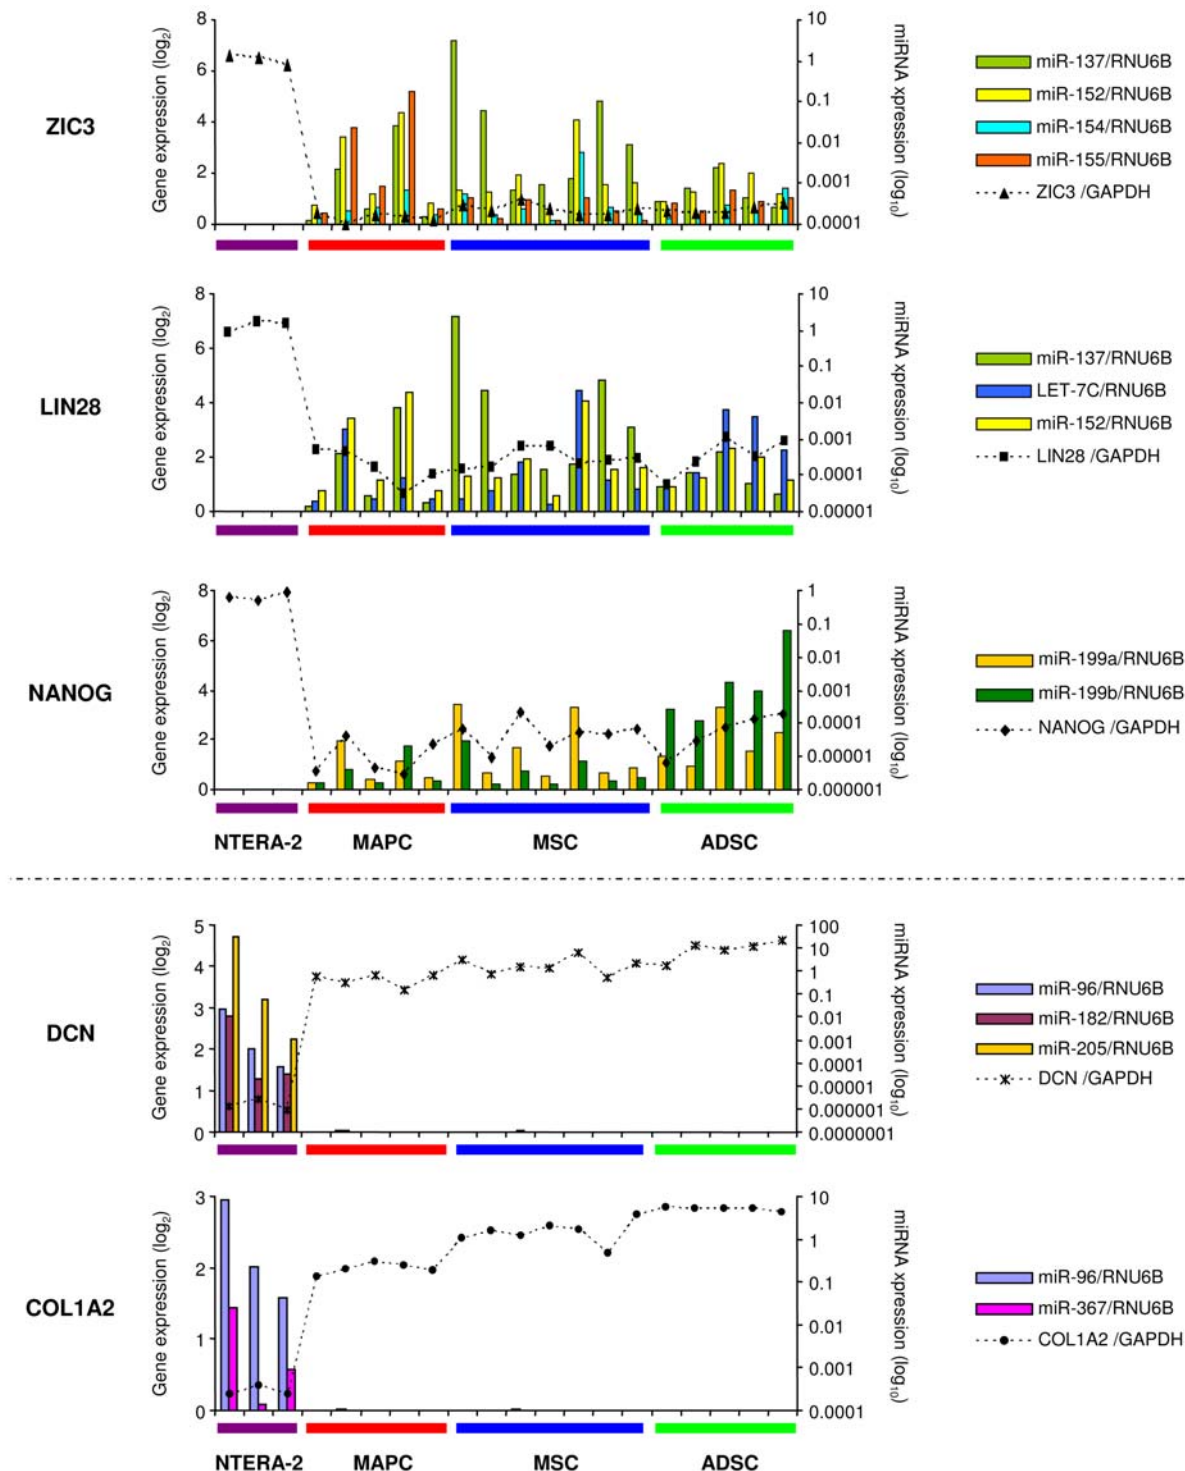 ZIC3
Gene expression (log2)
8
6
4
2
0
10
1
0.1
0.01
0.001
0.0001
miRNA xpression (log10)
miR-137/RNU6B
miR-152/RNU6B
miR-154/RNU6B
miR-155/RNU6B
ZIC3 /GAPDH
LIN28
Gene expression (log2)
8
6
4
2
0
10
1
0.1
0.01
0.001
0.0001
0.00001
miRNA xpression (log10)
miR-137/RNU6B
LET-7C/RNU6B
miR-152/RNU6B
LIN28 /GAPDH
NANOG
Gene expression (log2)
8
6
4
2
0
1
0.1
0.01
0.001
0.0001
0.00001
0.000001
miRNA xpression (log10)
miR-199a/RNU6B
miR-199b/RNU6B
NANOG /GAPDH
NTERA-2 MAPC MSC ADSC
DCN
Gene expression (log2)
5
4
3
2
1
0
100
10
1
0.1
0.01
0.001
0.0001
0.00001
0.000001
0.0000001
miRNA xpression (log10)
miR-96/RNU6B
miR-182/RNU6B
miR-205/RNU6B
DCN /GAPDH
COL1A2
Gene expression (log2)
3
2
1
0
10
1
0.1
0.01
0.001
0.0001
miRNA xpression (log10)
miR-96/RNU6B
miR-367/RNU6B
COL1A2 /GAPDH
NTERA-2 MAPC MSC ADSC